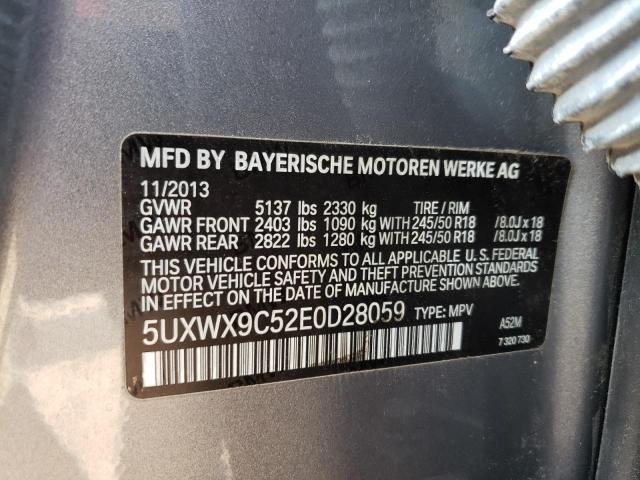 MFD BY BAYERISCHE MOTOREN WERKE AG
11/2013
GVWR 5137 lbs 2330 kg TIRE / RIM
GAWR FRONT 2403 lbs 1090 kg WITH 245/50 R18 /8.0J x 18
GAWR REAR 2822 lbs 1280 kg WITH 245/50 R18 /8.0J x 18
THIS VEHICLE CONFORMS TO ALL APPLICABLE U. S. FEDERAL
MOTOR VEHICLE SAFETY AND THEFT PREVENTION STANDARDS
IN EFFECT ON THE DATE OF MANUFACTURE SHOWN ABOVE.
5UXWX9C52E0D28059 TYPE: MPV
A52M
7 320 730